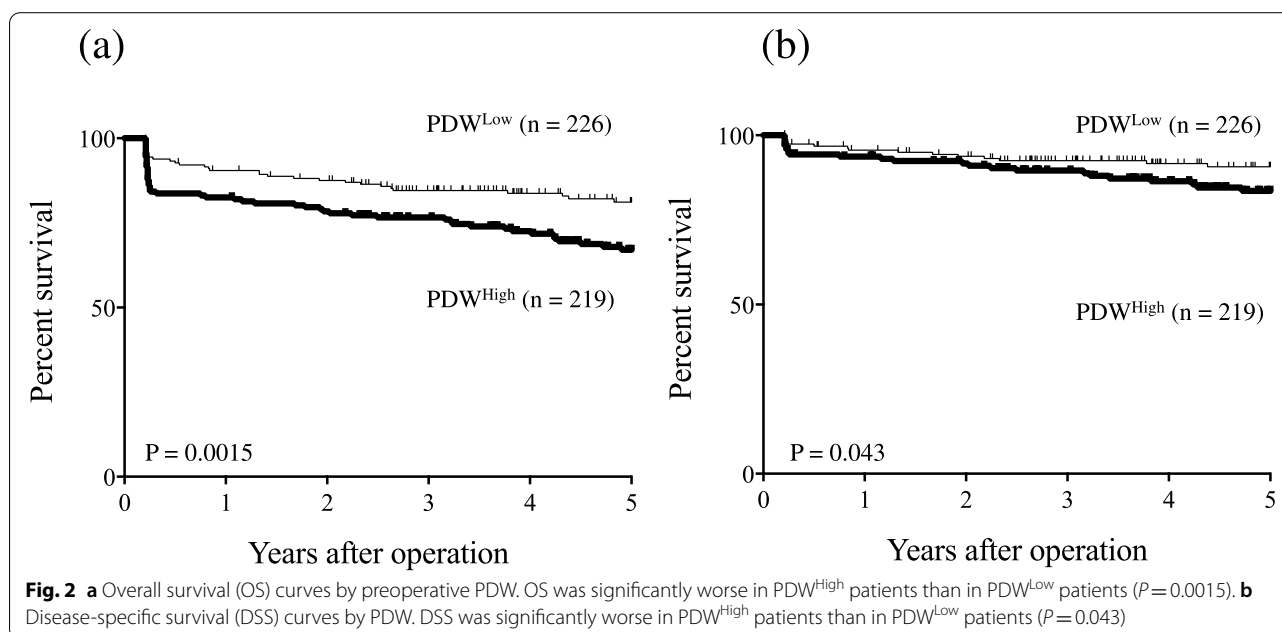 (a)
100
50
0
Percent survival
PDWLow (n = 226)
PDWHigh (n = 219)
P = 0.0015
0 1 2 3 4 5
Years after operation
(b)
100
50
0
Percent survival
PDWLow (n = 226)
PDWHigh (n = 219)
P = 0.043
0 1 2 3 4 5
Years after operation
Fig. 2 a Overall survival (OS) curves by preoperative PDW. OS was significantly worse in PDWHigh patients than in PDWLow patients (P = 0.0015). b
Disease-specific survival (DSS) curves by PDW. DSS was significantly worse in PDWHigh patients than in PDWLow patients (P = 0.043)